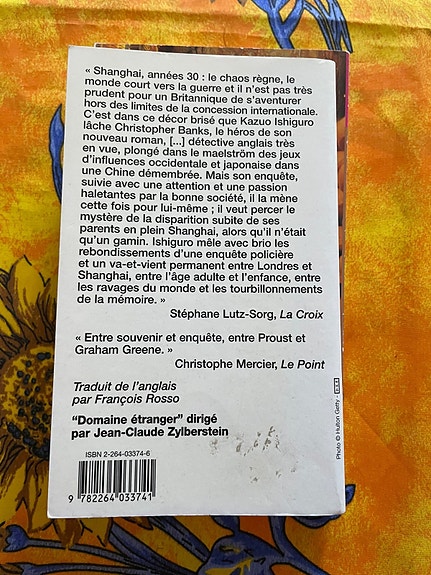 « Shanghai, années 30 : le chaos règne, le
monde court vers la guerre et il n'est pas très
prudent pour un Britannique de s'aventurer
hors des limites de la concession internationale.
C'est dans ce décor brisé que Kazuo Ishiguro
lâche Christopher Banks, le héros de son
nouveau roman, [...] détective anglais très
en vue, plongé dans le maelström des jeux
d'influences occidentale et japonaise dans
une Chine démembrée. Mais son enquête,
suivie avec une attention et une passion
haletantes par la bonne société, il la mène
cette fois pour lui-même ; il veut percer le
mystère de la disparition subite de ses
parents en plein Shanghai, alors qu'il n'était
qu'un gamin. Ishiguro mêle avec brio les
rebondissements d'une enquête policière
et un va-et-vient permanent entre Londres et
Shanghai, entre l'âge adulte et l'enfance, entre
les ravages du monde et les tourbillonnements
de la mémoire. »
Stéphane Lutz-Sorg, La Croix
« Entre souvenir et enquête, entre Proust et
Graham Greene. »
Christophe Mercier, Le Point
Traduit de l'anglais
par François Rosso
"Domaine étranger" dirigé
par Jean-Claude Zylberstein
ISBN 2-264-03374-6
9 782264 033741
Photo © Hulton Getty -